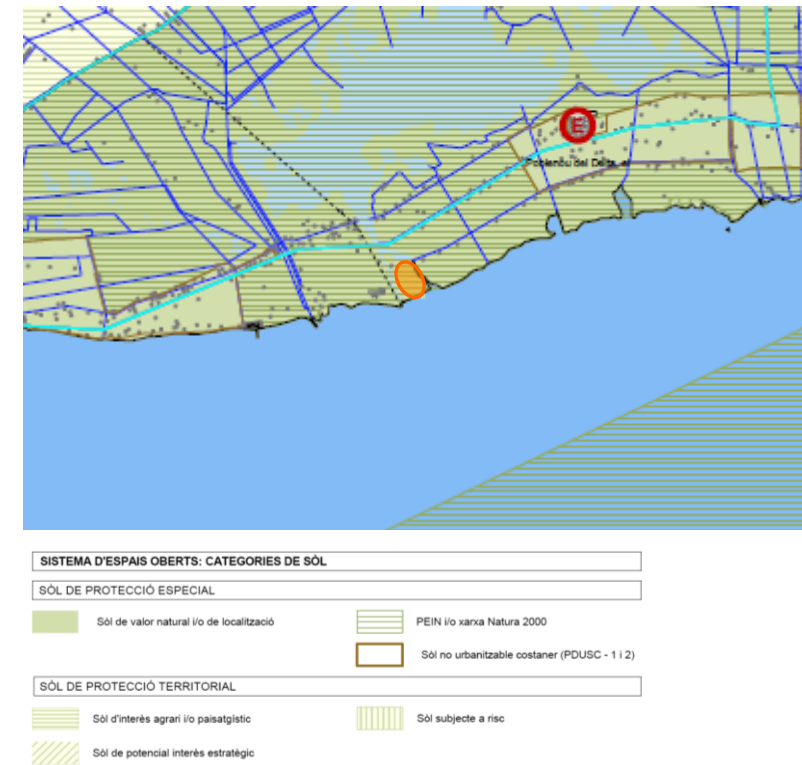 E
Poblenou del Delta, el
SISTEMA D'ESPAIS OBERTS: CATEGORIES DE SÒL
SÒL DE PROTECCIÓ ESPECIAL
Sòl de valor natural i/o de localització
PEIN i/o xarxa Natura 2000
Sòl no urbanitzable costaner (PDUSC - 1 i 2)
SÒL DE PROTECCIÓ TERRITORIAL
Sòl d'interès agrari i/o paisatgístic
Sòl subjecte a risc
Sòl de potencial interès estratègic